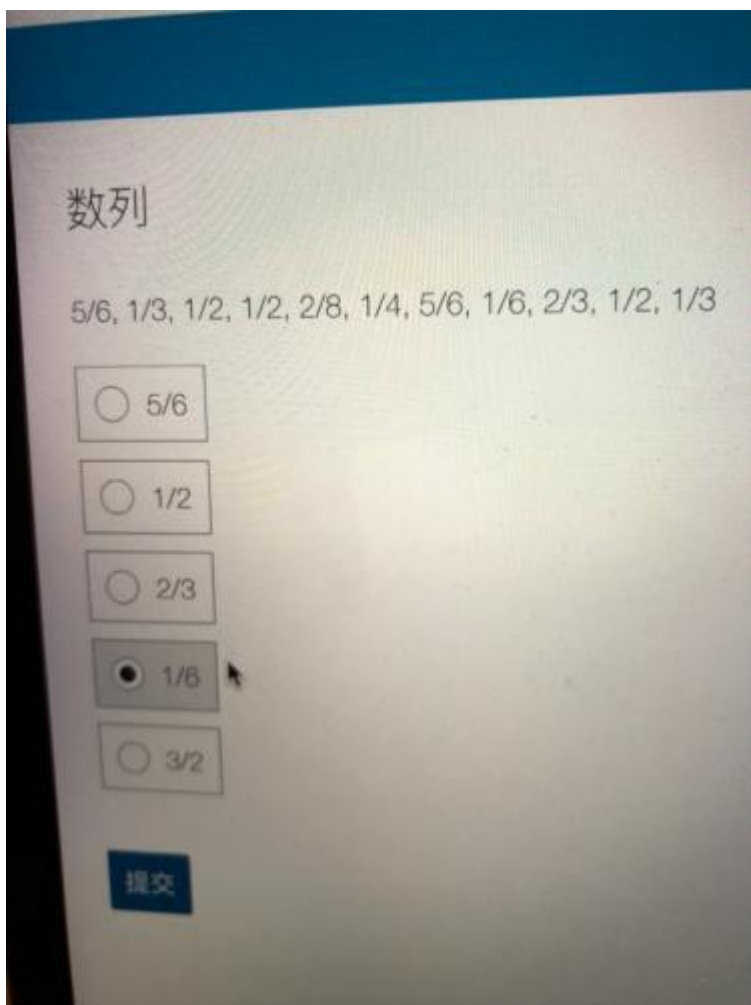 数列
5/6, 1/3, 1/2, 1/2, 2/8, 1/4, 5/6, 1/6, 2/3, 1/2, 1/3
5/6
1/2
2/3
1/6
3/2
提交